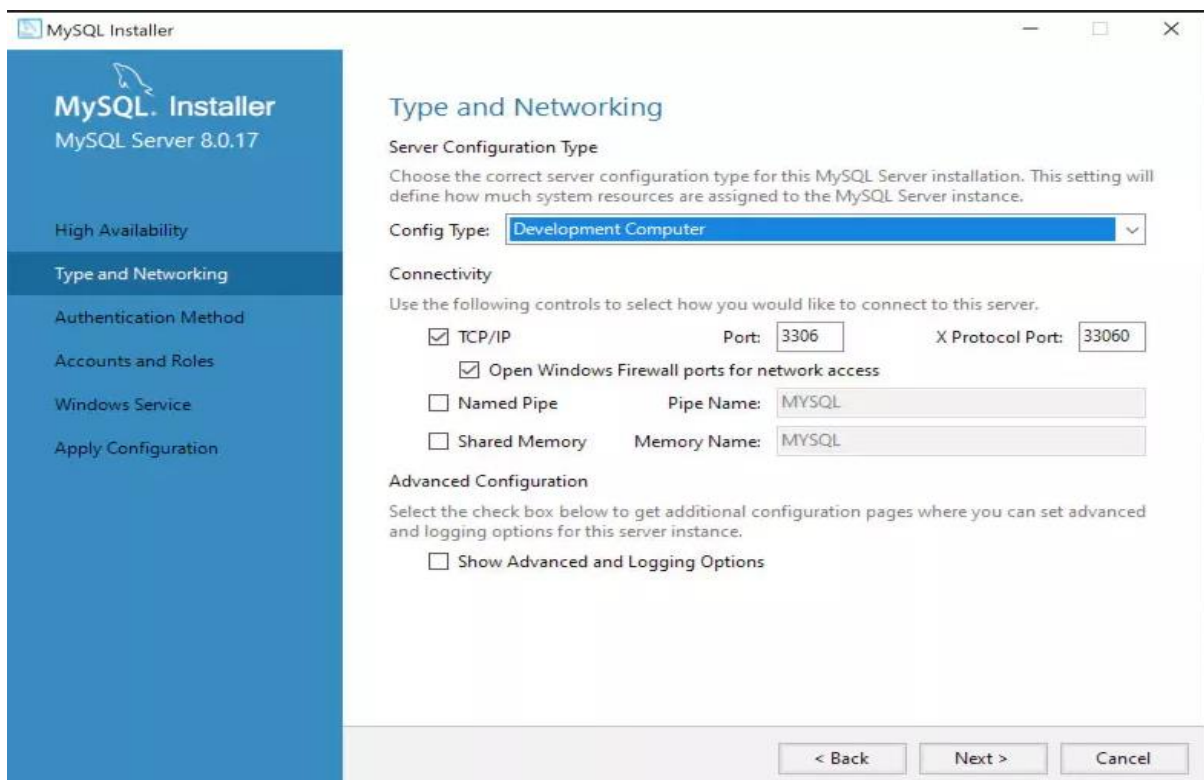 MySQL Installer
MySQL. Installer
MySQL Server 8.0.17
High Availability
Type and Networking
Authentication Method
Accounts and Roles
Windows Service
Apply Configuration
Type and Networking
Server Configuration Type
Choose the correct server configuration type for this MySQL Server installation. This setting will
define how much system resources are assigned to the MySQL Server instance.
Config Type: Development Computer
Connectivity
Use the following controls to select how you would like to connect to this server.
TCP/IP Port: 3306 X Protocol Port: 33060
Open Windows Firewall ports for network access
Named Pipe Pipe Name: MYSQL
Shared Memory Memory Name: MYSQL
Advanced Configuration
Select the check box below to get additional configuration pages where you can set advanced
and logging options for this server instance.
Show Advanced and Logging Options
< Back Next > Cancel